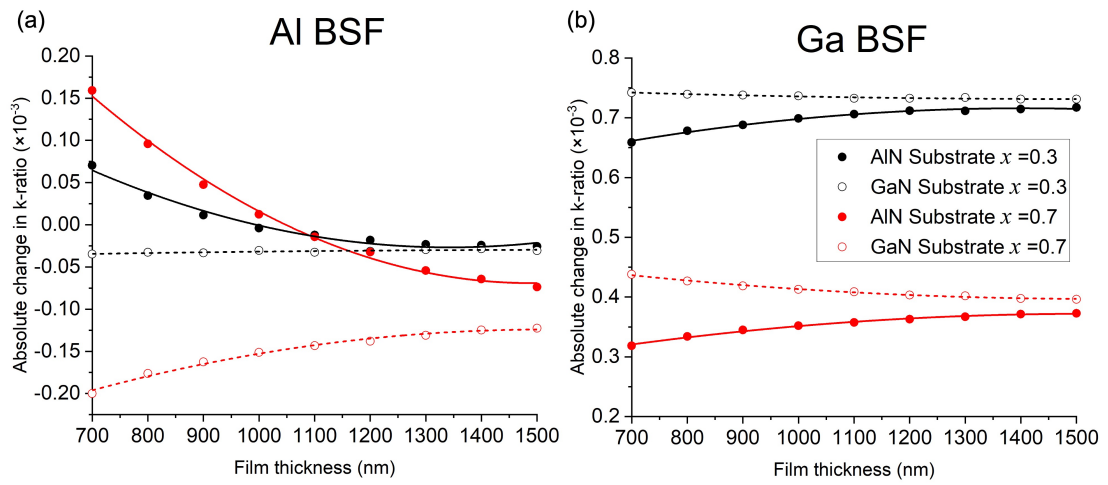 (a)
Al BSF
Absolute change in k-ratio (×10⁻³)
0.20
0.15
0.10
0.05
0.00
-0.05
-0.10
-0.15
-0.20
700 800 900 1000 1100 1200 1300 1400 1500
Film thickness (nm)
(b)
Ga BSF
Absolute change in k-ratio (×10⁻³)
0.8
0.7
0.6
0.5
0.4
0.3
0.2
AlN Substrate x =0.3
GaN Substrate x =0.3
AlN Substrate x =0.7
GaN Substrate x =0.7
700 800 900 1000 1100 1200 1300 1400 1500
Film thickness (nm)